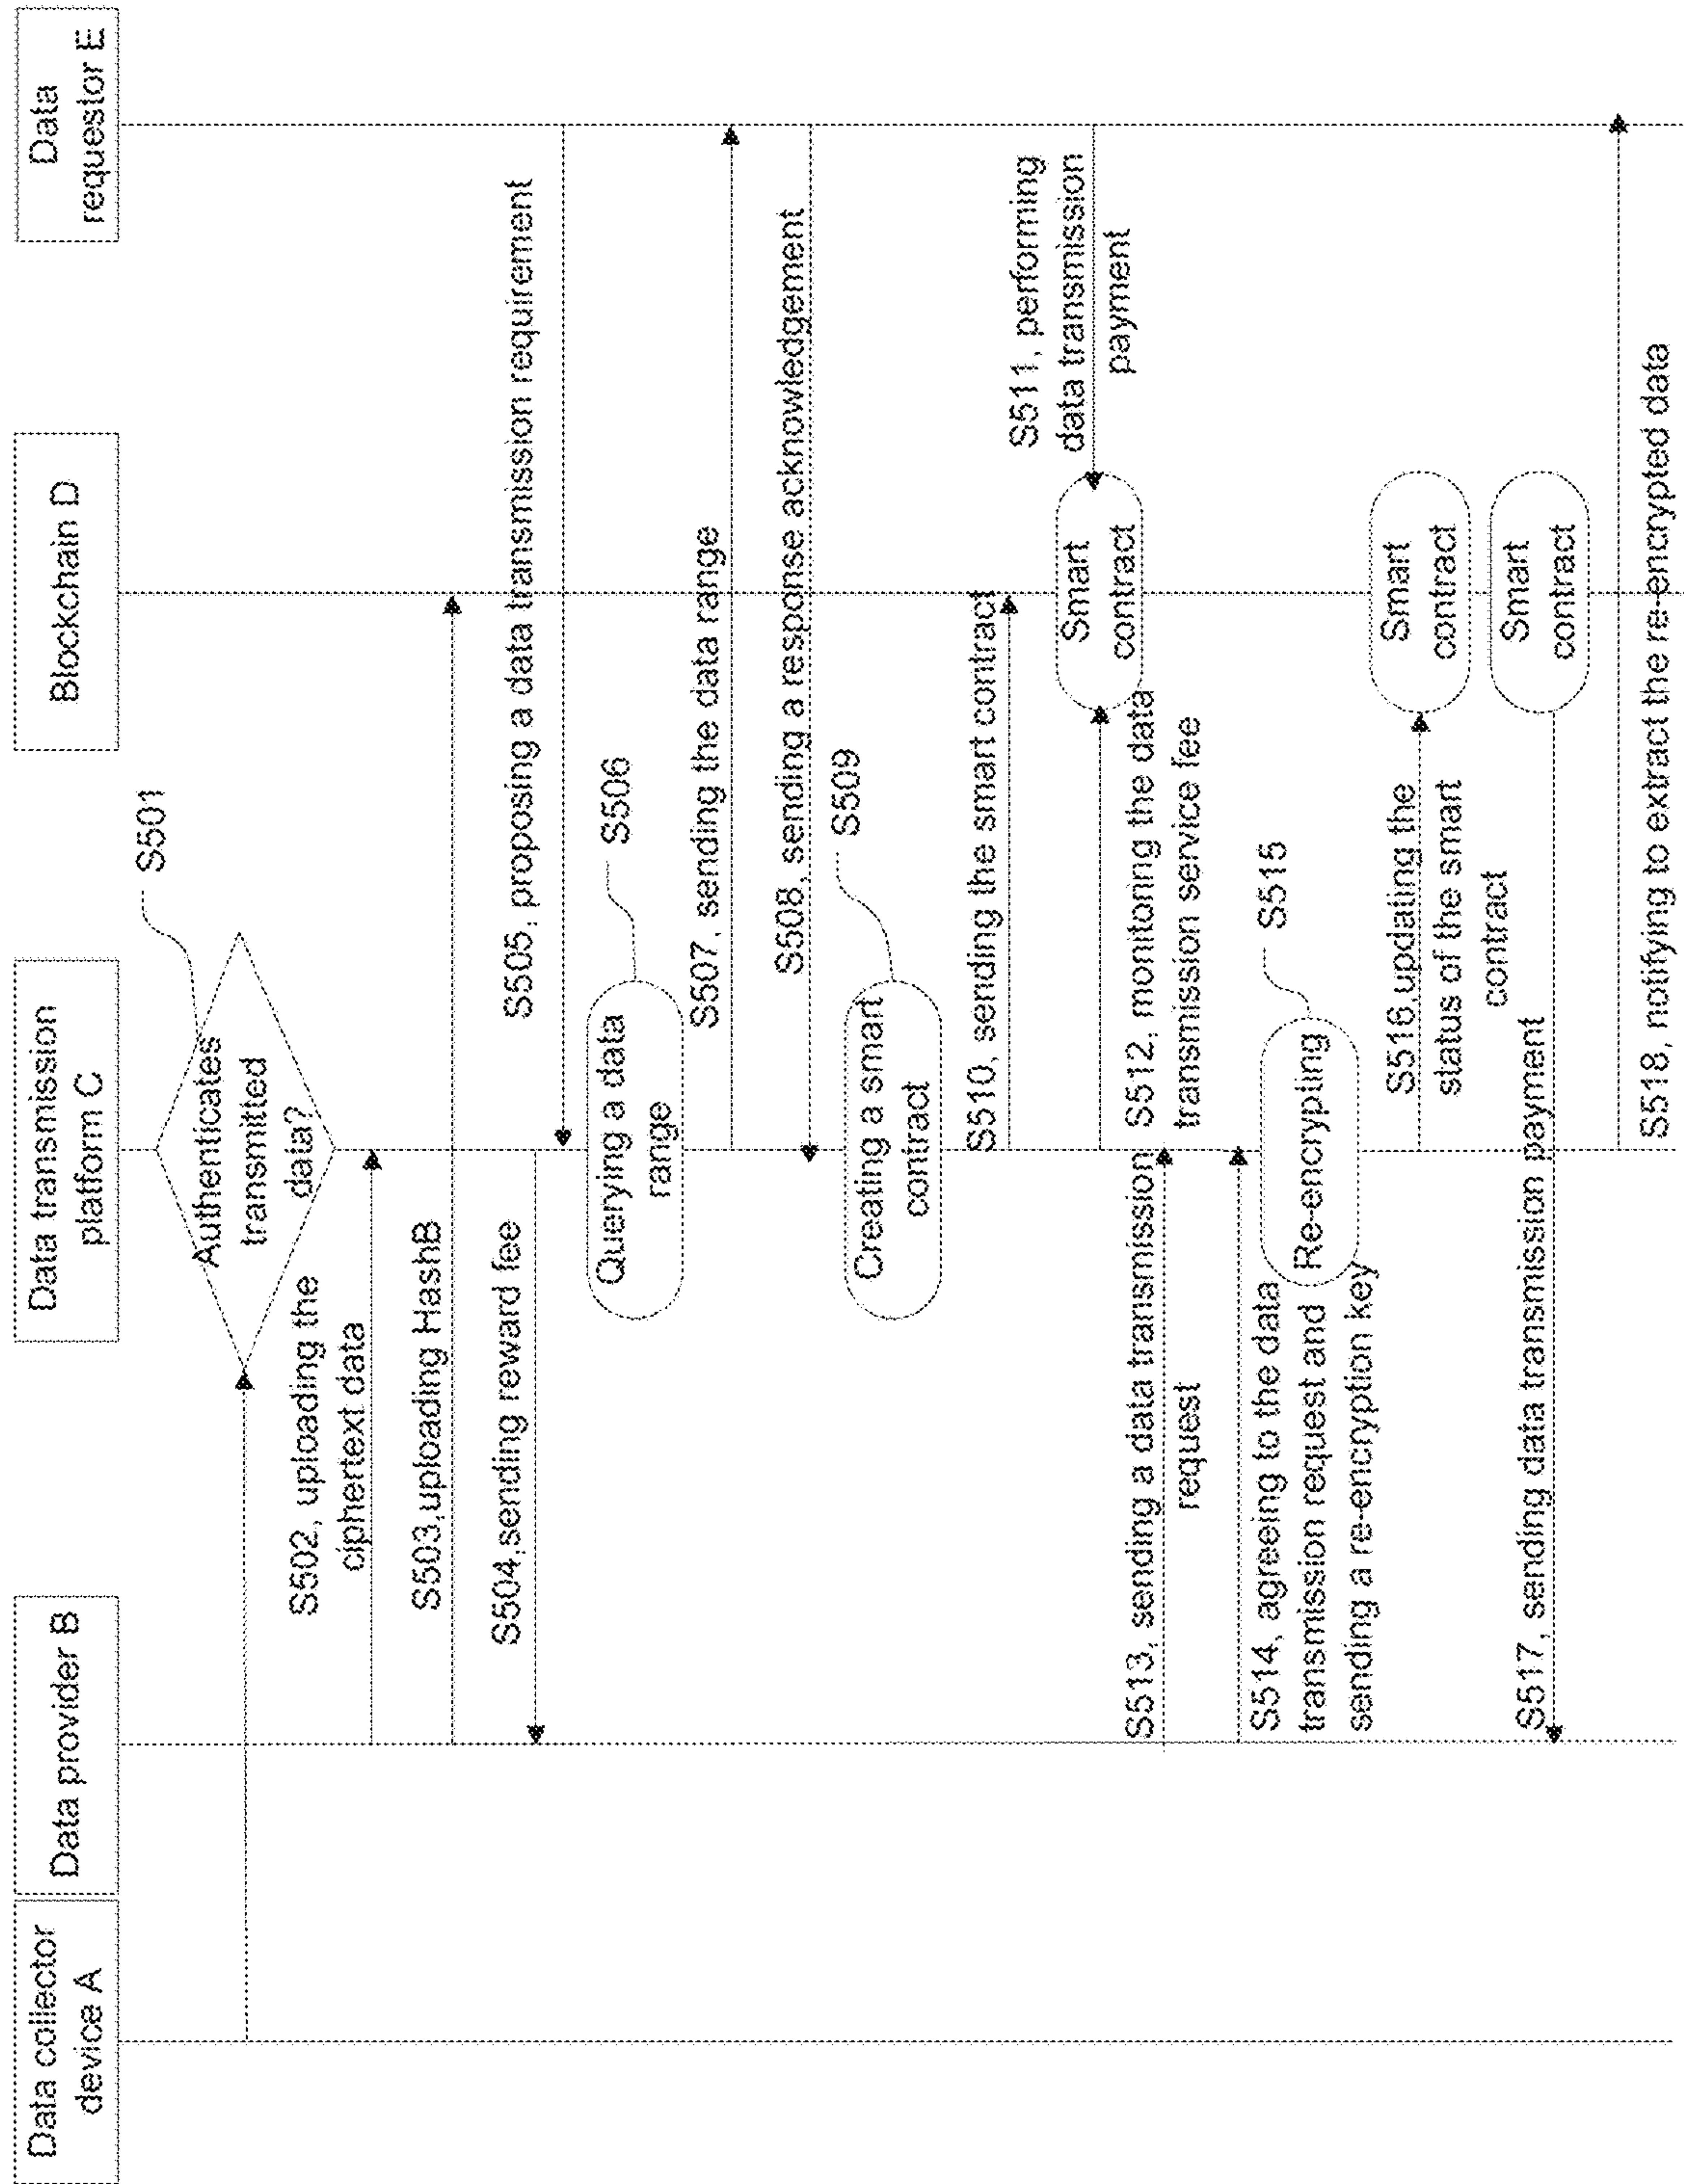 Data collector
device A
Data provider B
Data transmission
platform C
Blockchain D
Data
requestor E
S501
Authenticates
transmitted
data?
S502, uploading the
ciphertext data
S503,uploading HashB
S504,sending reward fee
S505, proposing a data transmission requirement
S506
Querying a data
range
S507, sending the data range
S508, sending a response acknowledgement
S509
Creating a smart
contract
S510, sending the smart contract
S511, performing
data transmission
payment
Smart
contract
S512, monitoring the data
transmission service fee
S513, sending a data transmission
request
S514, agreeing to the data
transmission request and
sending a re-encryption key
S515
Re-encrypting
S516,updating the
status of the smart
contract
Smart
contract
Smart
contract
S517, sending data transmission payment
S518, notifying to extract the re-encrypted data